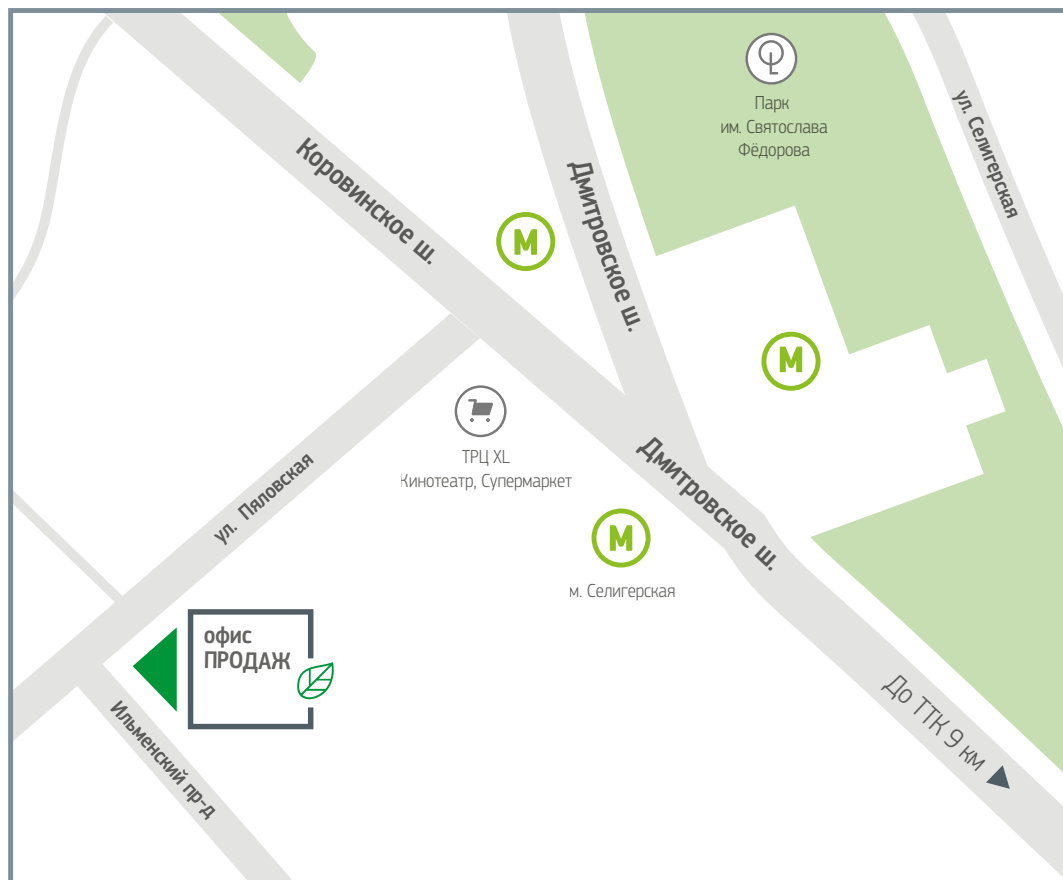 Парк
им. Святослава
Фёдорова
ул. Селигерская
Коровинское ш.
Дмитровское ш.
М
М
ТРЦ XL
Кинотеатр, Супермаркет
Дмитровское ш.
ул. Пяловская
М
м. Селигерская
офис
ПРОДАЖ
До ТТК 9 км
Ильменский пр-д